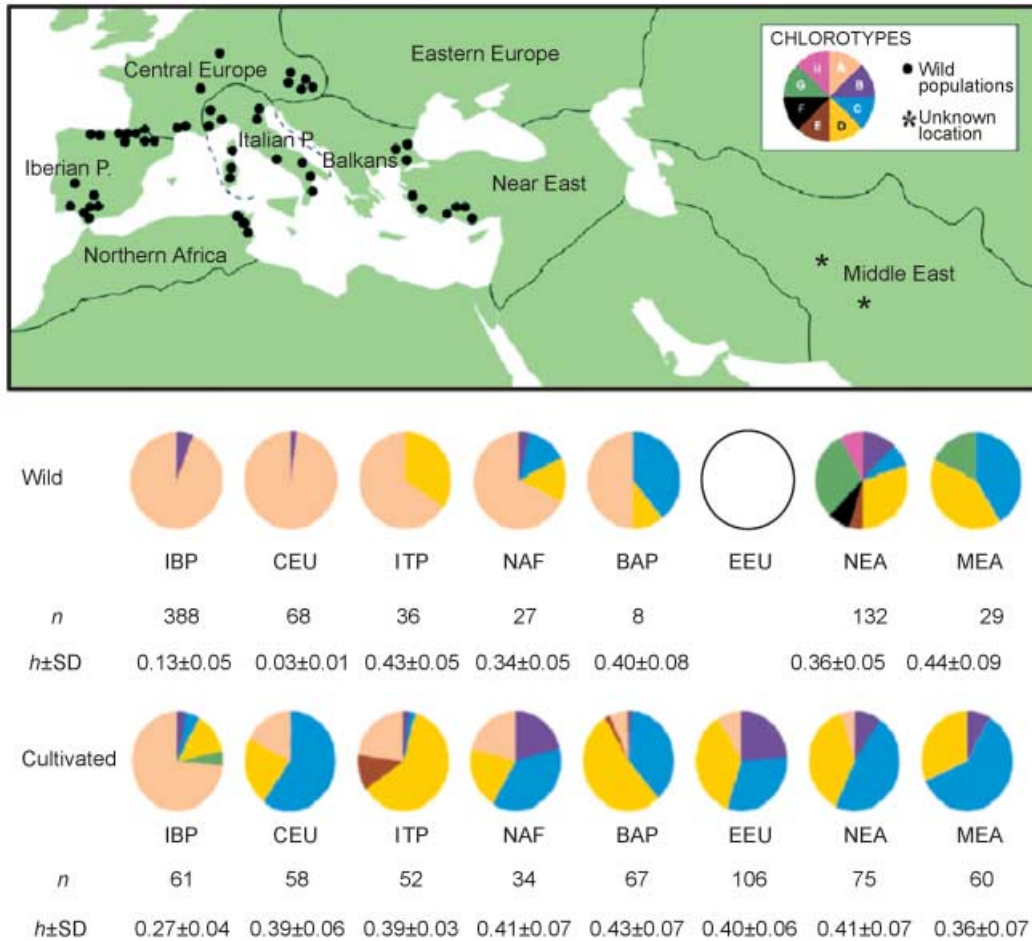 CHLOROTYPES
H A
G B
F C
E D
Wild
populations
Unknown
location
Eastern Europe
Central Europe
Italian P.
Balkans
Iberian P.
Near East
Northern Africa
Middle East
Wild
IBP CEU ITP NAF BAP EEU NEA MEA
n 388 68 36 27 8 132 29
h±SD 0.13±0.05 0.03±0.01 0.43±0.05 0.34±0.05 0.40±0.08 0.36±0.05 0.44±0.09
Cultivated
IBP CEU ITP NAF BAP EEU NEA MEA
n 61 58 52 34 67 106 75 60
h±SD 0.27±0.04 0.39±0.06 0.39±0.03 0.41±0.07 0.43±0.07 0.40±0.06 0.41±0.07 0.36±0.07